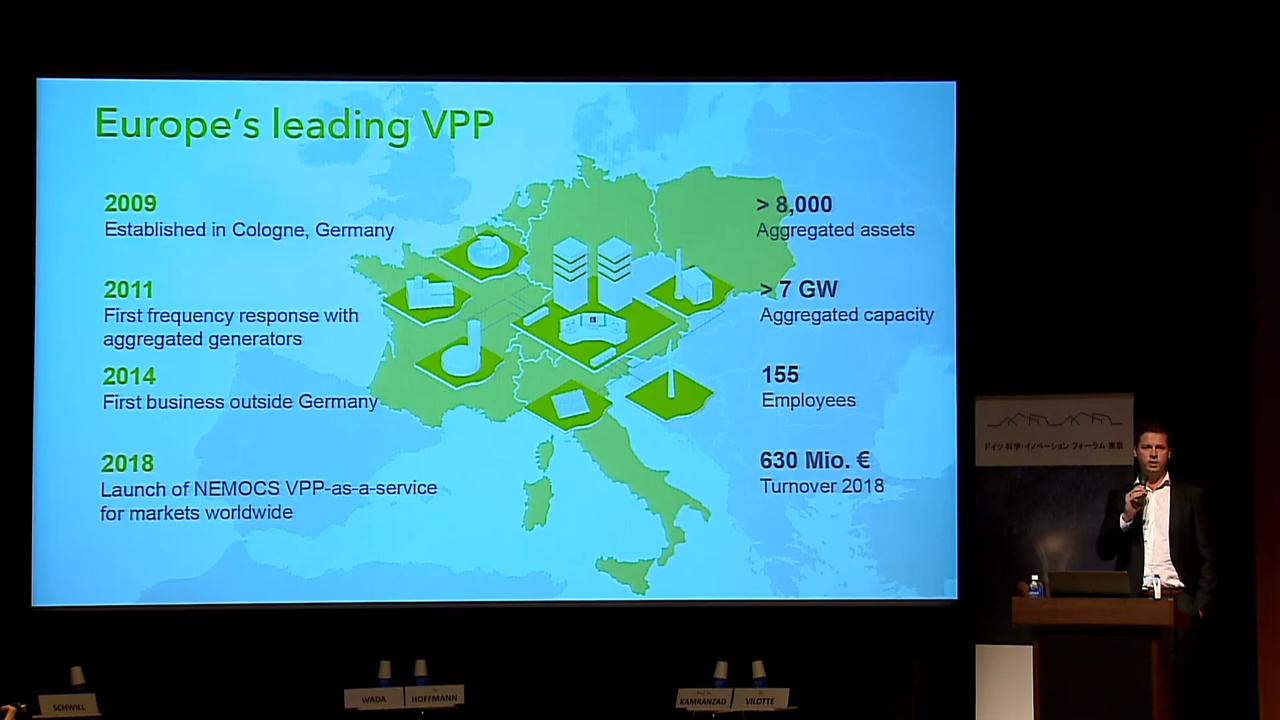 Europe's leading VPP
2009
Established in Cologne, Germany
2011
First frequency response with
aggregated generators
2014
First business outside Germany
2018
Launch of NEMOCS VPP-as-a-service
for markets worldwide
> 8,000
Aggregated assets
> 7 GW
Aggregated capacity
155
Employees
630 Mio. €
Turnover 2018
ドイツ 科学・イノベーション フォーラム 東京
SCHWILL
WADA
HOFFMANN
KAMRANZAD
VILOTTE